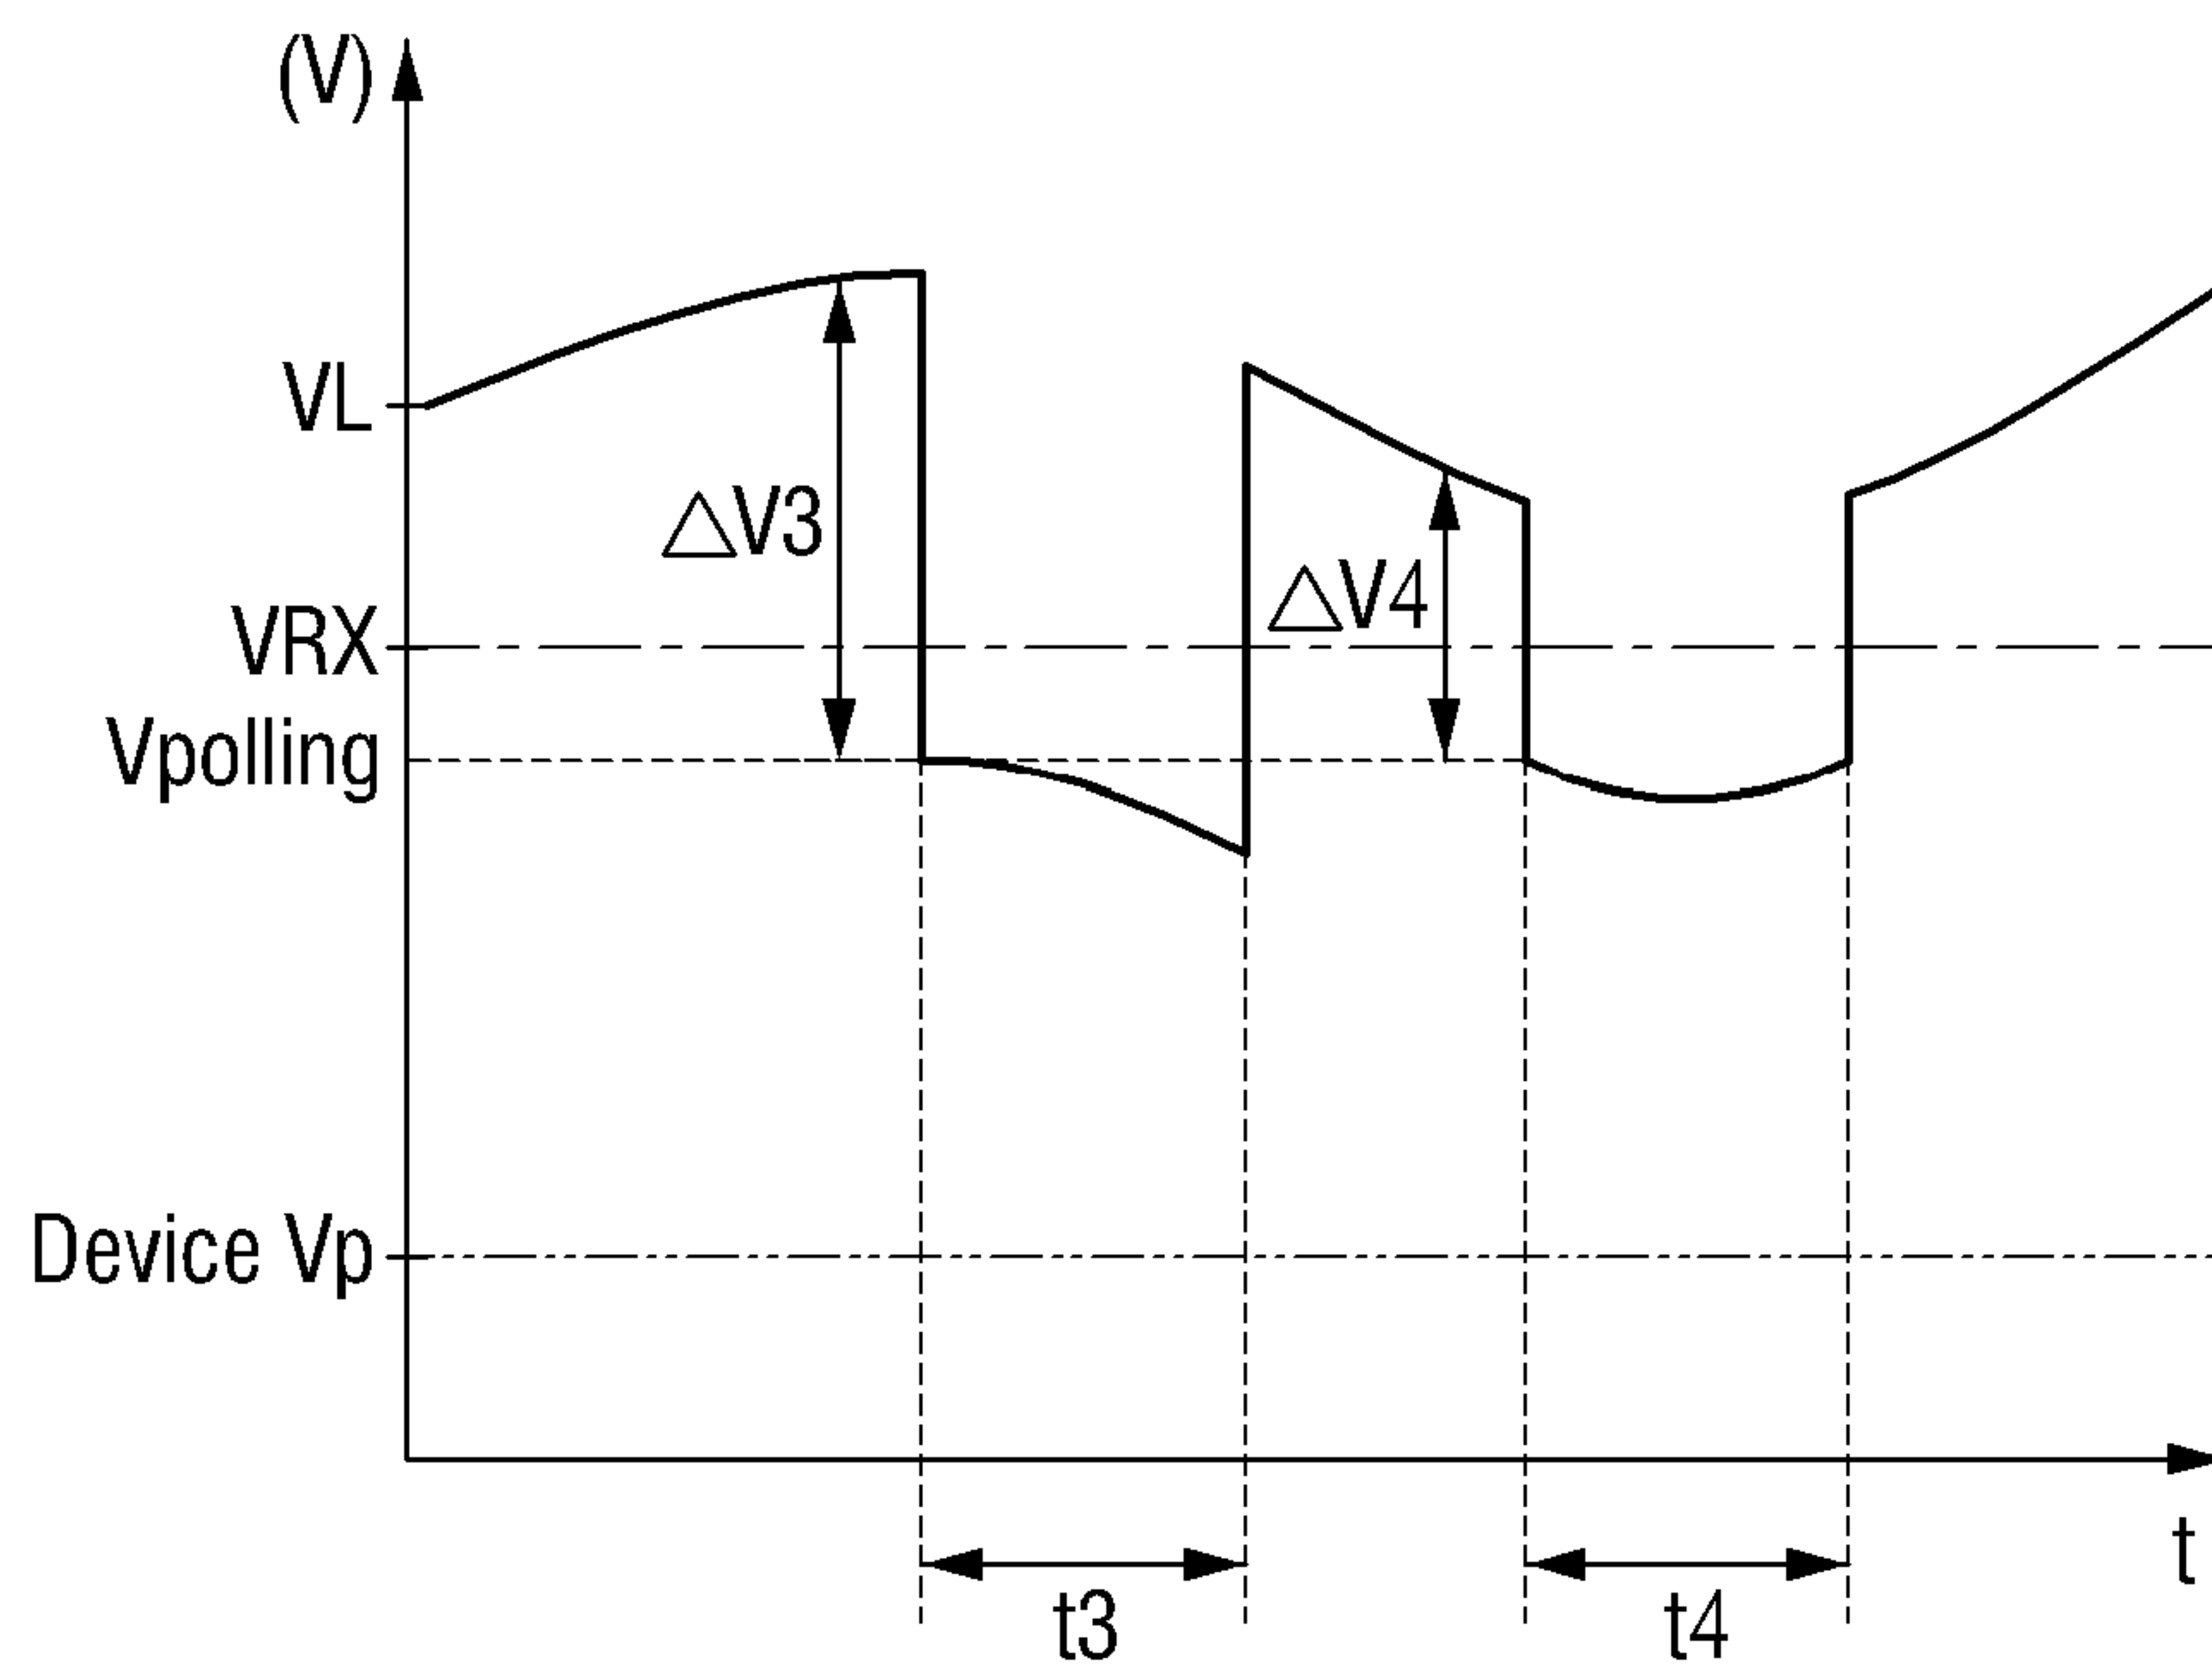 (V)
VL
△V3
△V4
VRX
Vpolling
Device Vp
t
t3
t4